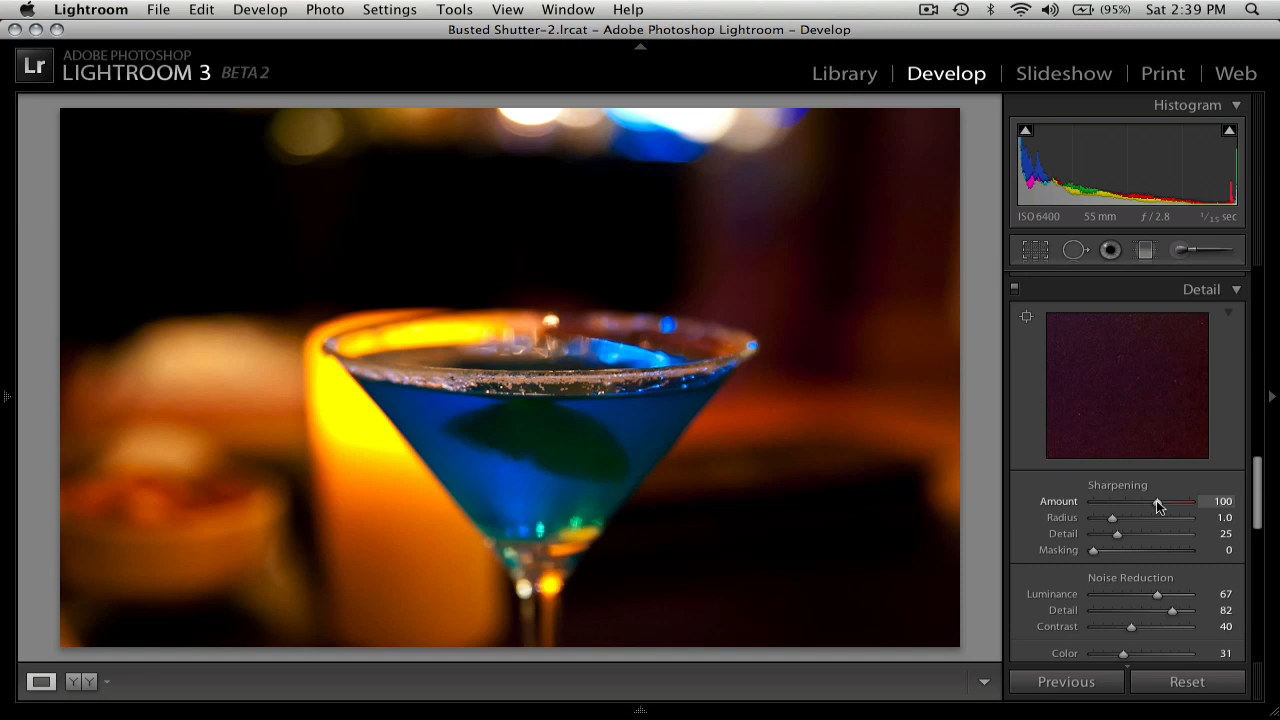 Lightroom File Edit Develop Photo Settings Tools View Window Help (95%) Sat 2:39 PM
Busted Shutter-2.lrcat – Adobe Photoshop Lightroom – Develop
Lr
ADOBE PHOTOSHOP
LIGHTROOM 3 BETA 2
Library | Develop | Slideshow | Print | Web
Histogram
ISO 6400 55 mm ƒ / 2.8 1/15 sec
Detail
Sharpening
Amount 100
Radius 1.0
Detail 25
Masking 0
Noise Reduction
Luminance 67
Detail 82
Contrast 40
Color 31
YY
Previous Reset